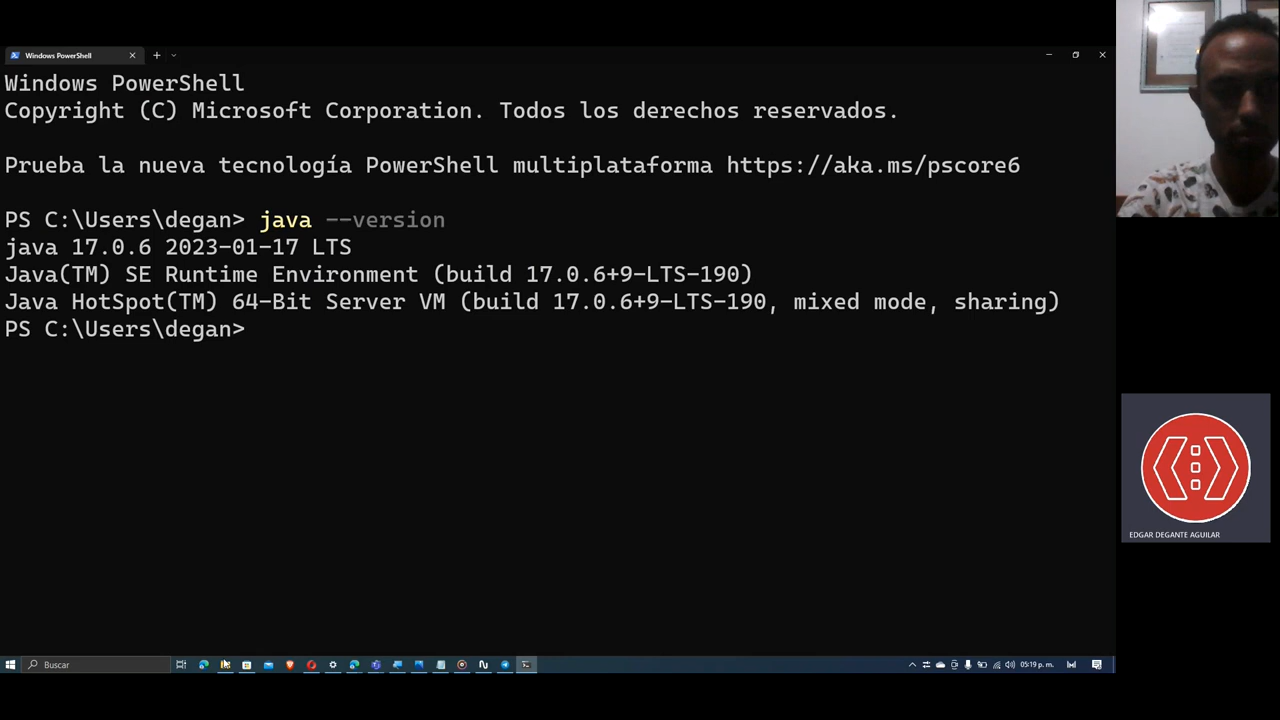 Windows PowerShell
Windows PowerShell
Copyright (C) Microsoft Corporation. Todos los derechos reservados.
Prueba la nueva tecnología PowerShell multiplataforma https://aka.ms/pscore6
PS C:\Users\degan> java --version
java 17.0.6 2023-01-17 LTS
Java(TM) SE Runtime Environment (build 17.0.6+9-LTS-190)
Java HotSpot(TM) 64-Bit Server VM (build 17.0.6+9-LTS-190, mixed mode, sharing)
PS C:\Users\degan>
EDGAR DEGANTE AGUILAR
Buscar
05:19 p. m.